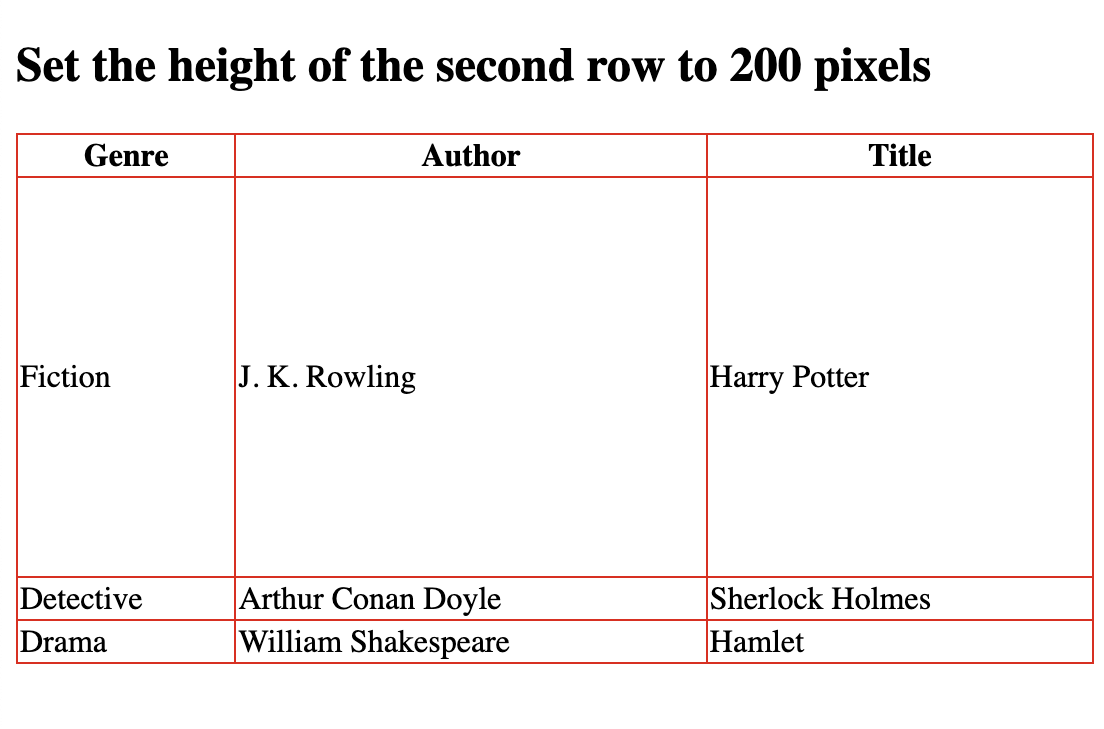 Set the height of the second row to 200 pixels
Genre Author Title
Fiction J. K. Rowling Harry Potter
Detective Arthur Conan Doyle Sherlock Holmes
Drama William Shakespeare Hamlet